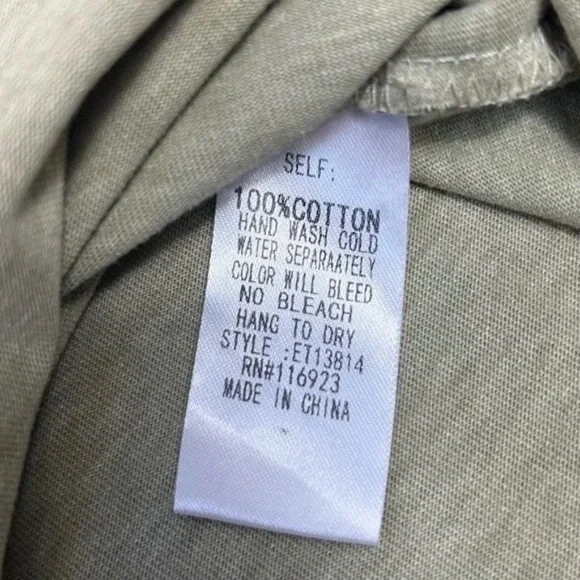 SELF:
100%COTTON
HAND WASH COLD
WATER SEPARAATELY
COLOR WILL BLEED
NO BLEACH
HANG TO DRY
STYLE :ET13814
RN#116923
MADE IN CHINA